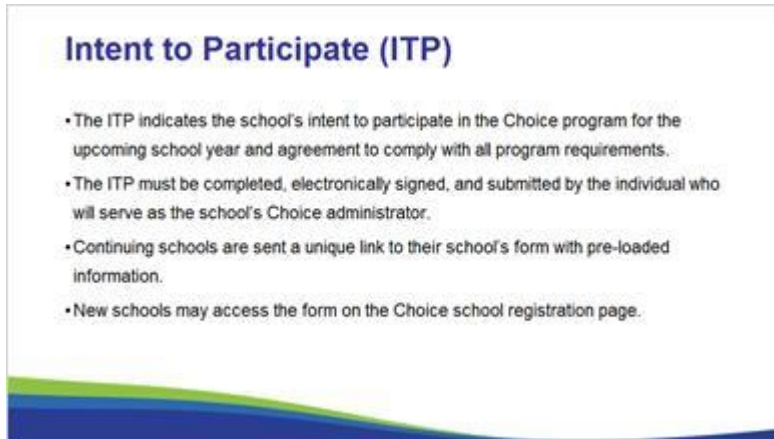 Intent to Participate (ITP)
•The ITP indicates the school's intent to participate in the Choice program for the
upcoming school year and agreement to comply with all program requirements.
•The ITP must be completed, electronically signed, and submitted by the individual who
will serve as the school's Choice administrator.
•Continuing schools are sent a unique link to their school's form with pre-loaded
information.
•New schools may access the form on the Choice school registration page.